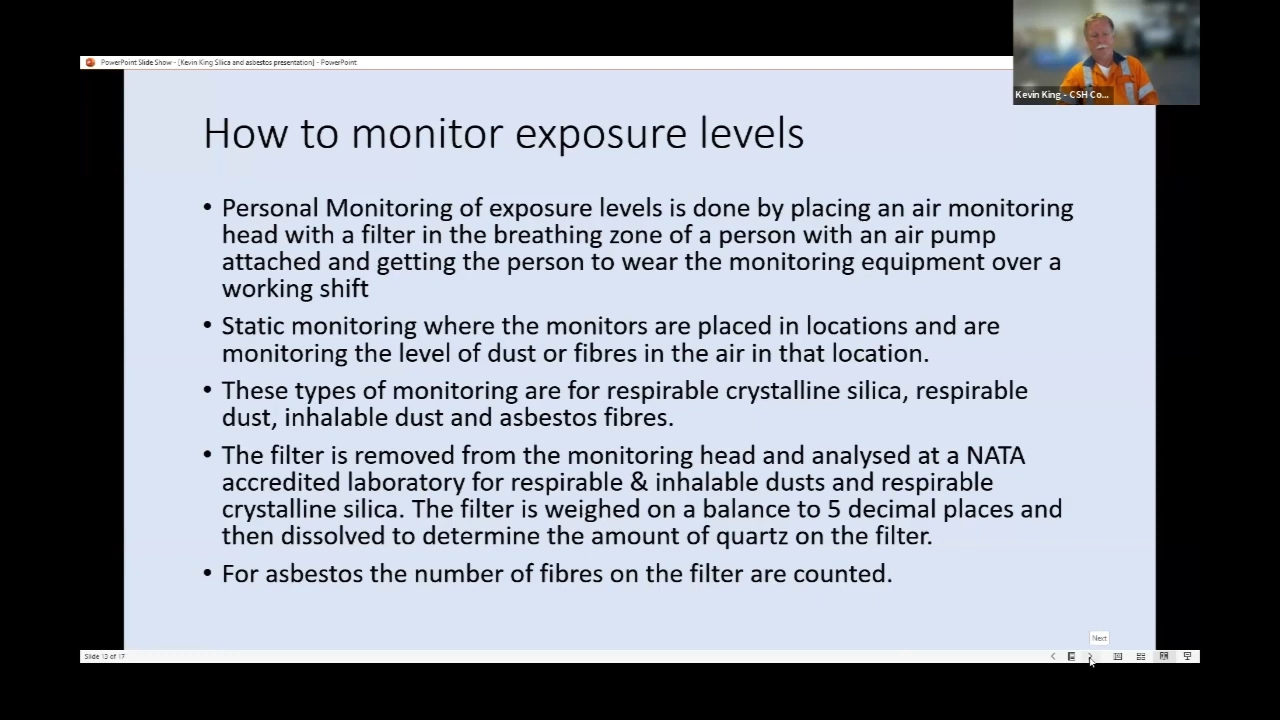 PowerPoint Slide Show - [Kevin King Silica and asbestos presentation] - PowerPoint
Kevin King - CSH Co...
How to monitor exposure levels
• Personal Monitoring of exposure levels is done by placing an air monitoring
head with a filter in the breathing zone of a person with an air pump
attached and getting the person to wear the monitoring equipment over a
working shift
• Static monitoring where the monitors are placed in locations and are
monitoring the level of dust or fibres in the air in that location.
• These types of monitoring are for respirable crystalline silica, respirable
dust, inhalable dust and asbestos fibres.
• The filter is removed from the monitoring head and analysed at a NATA
accredited laboratory for respirable & inhalable dusts and respirable
crystalline silica. The filter is weighed on a balance to 5 decimal places and
then dissolved to determine the amount of quartz on the filter.
• For asbestos the number of fibres on the filter are counted.
Next
Slide 13 of 17